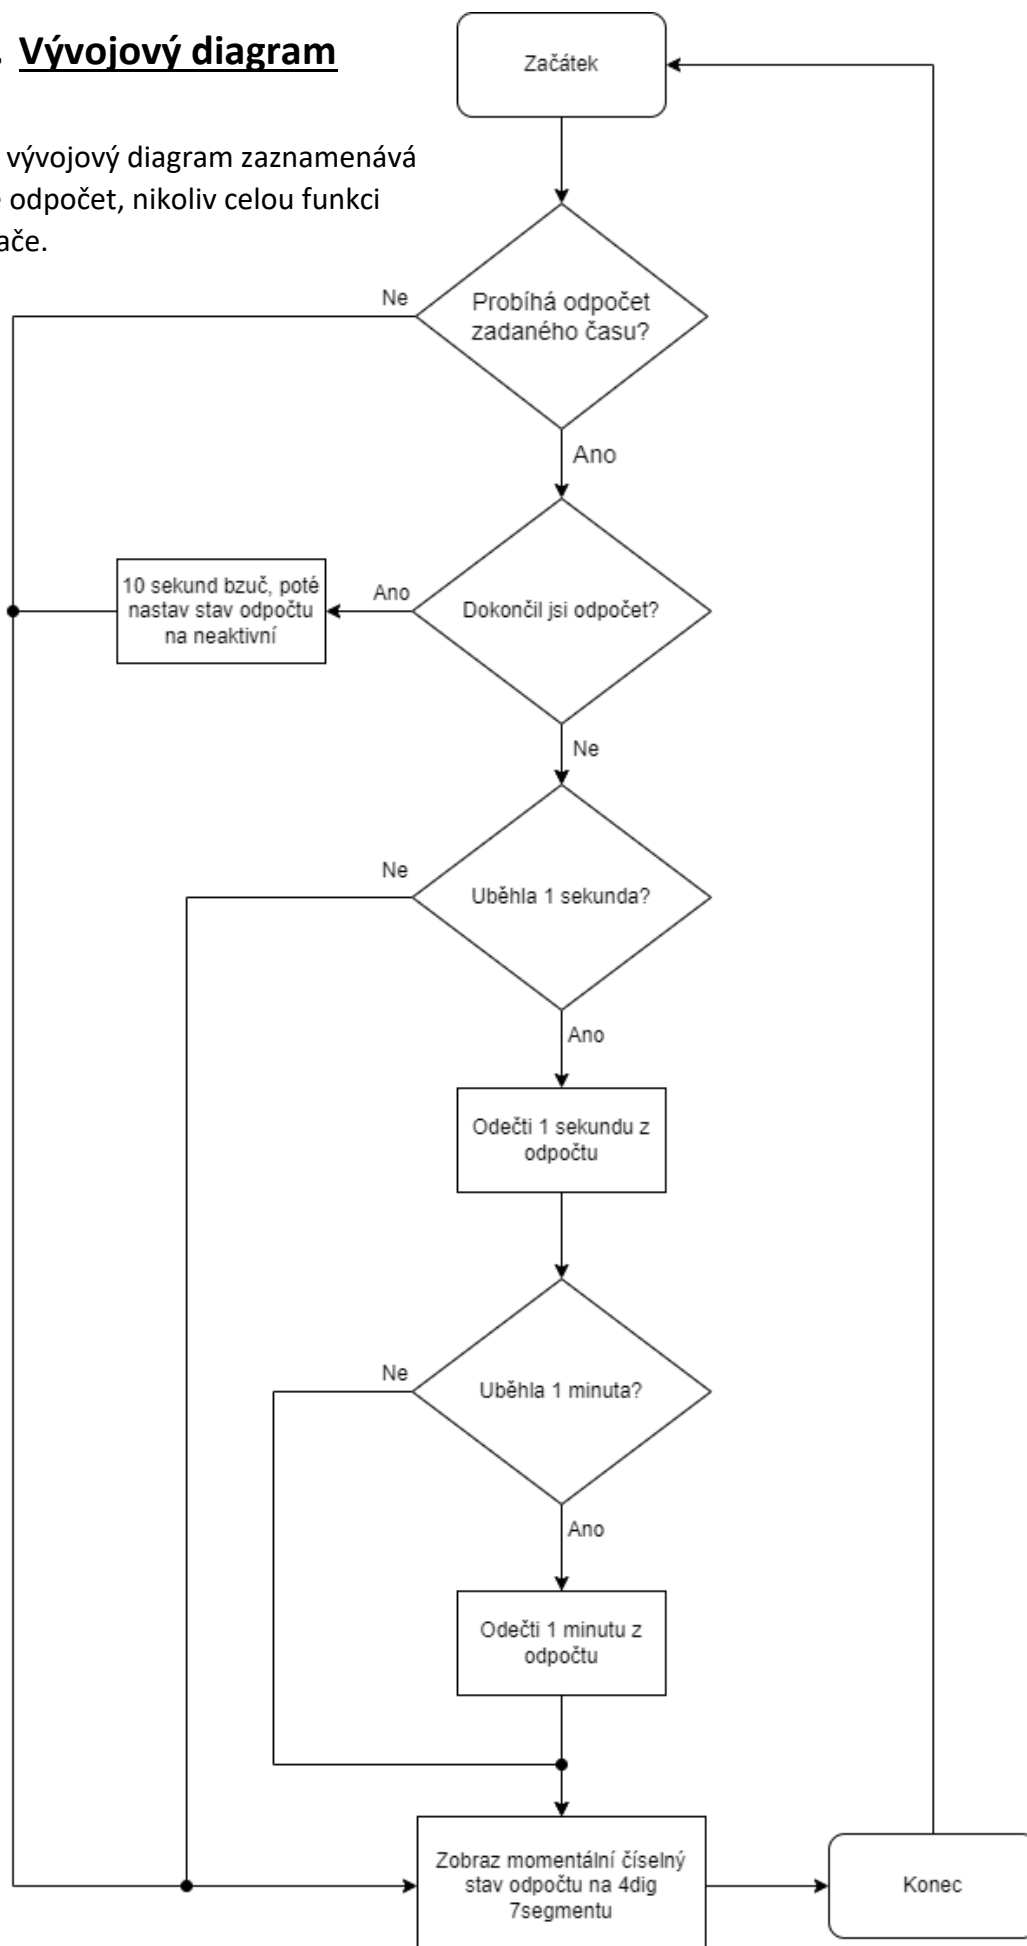 . Vývojový diagram
vývojový diagram zaznamenává
odpočet, nikoliv celou funkci
Začátek
Probíhá odpočet
zadaného času?
Ne
Ano
10 sekund bzuč, poté
nastav stav odpočtu
na neaktivní
Ano
Dokončil jsi odpočet?
Ne
Ne
Uběhla 1 sekunda?
Ano
Odečti 1 sekundu z
odpočtu
Ne
Uběhla 1 minuta?
Ano
Odečti 1 minutu z
odpočtu
Zobraz momentální číselný
stav odpočtu na 4dig
7segmentu
Konec